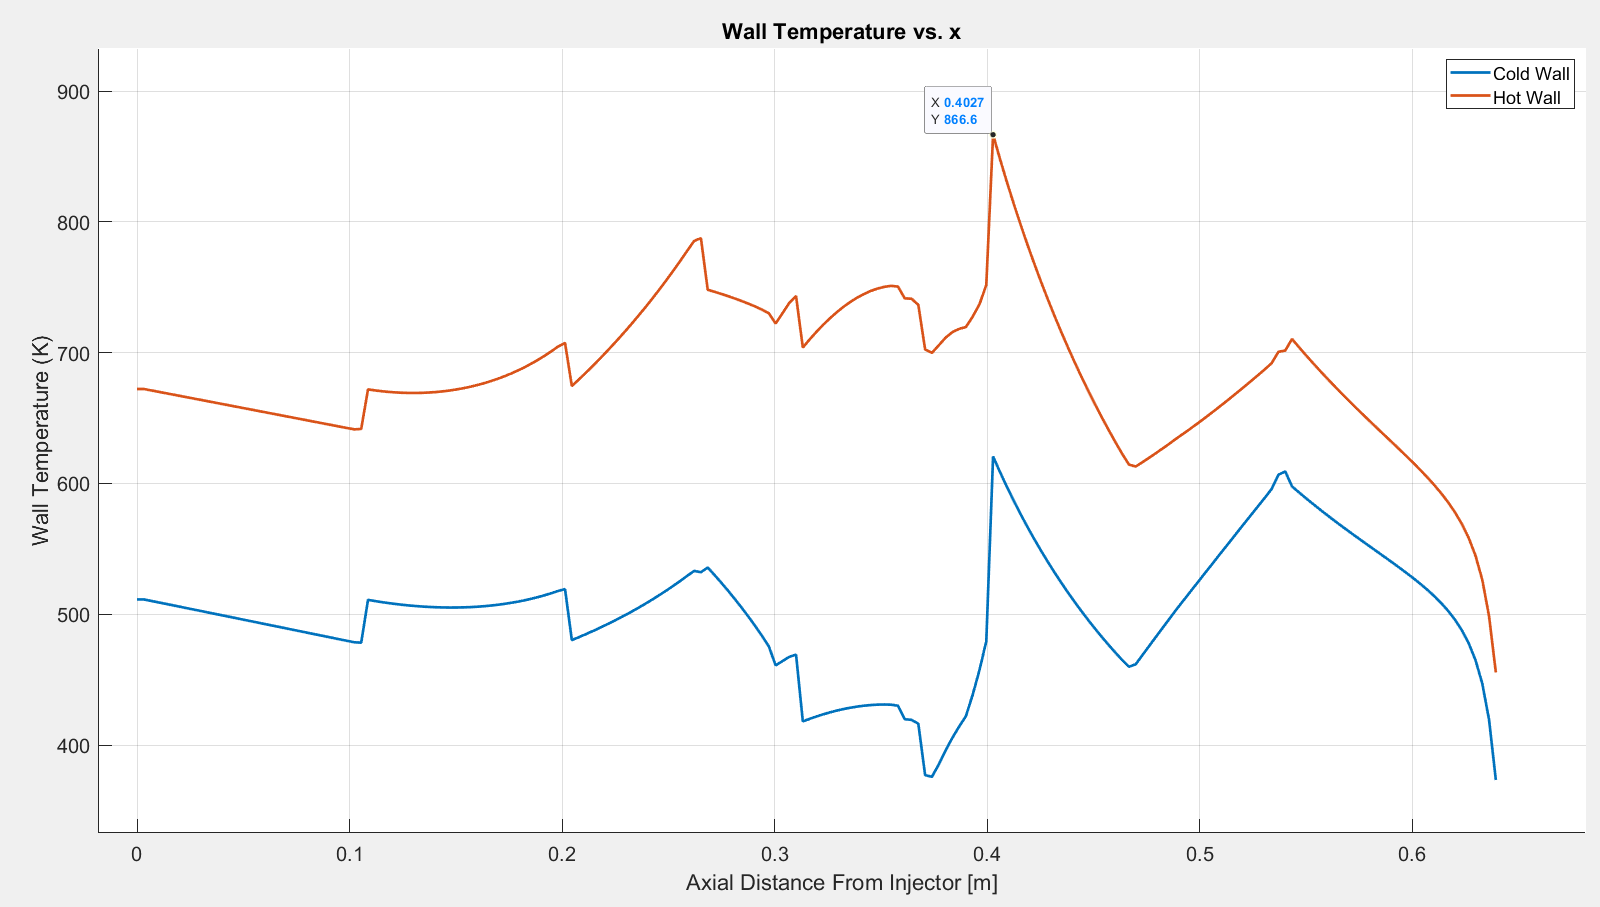 Wall Temperature vs. x
Cold Wall
Hot Wall
X 0.4027
Y 866.6
900
800
700
600
500
400
Wall Temperature (K)
0
0.1
0.2
0.3
0.4
0.5
0.6
Axial Distance From Injector [m]